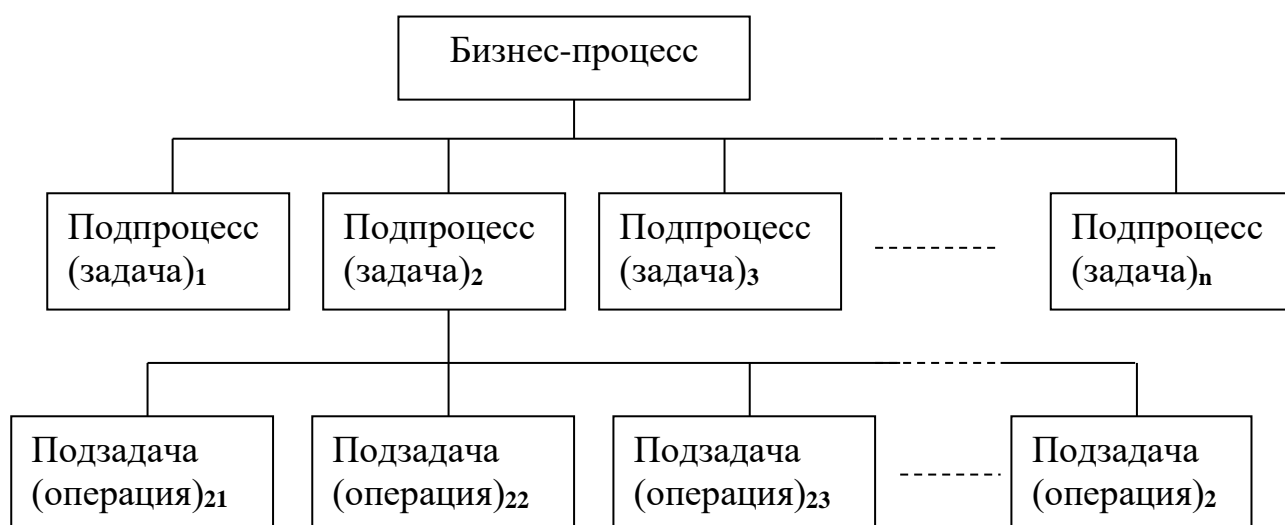 Бизнес-процесс
Подпроцесс
(задача)1
Подпроцесс
(задача)2
Подпроцесс
(задача)3
Подпроцесс
(задача)n
Подзадача
(операция)21
Подзадача
(операция)22
Подзадача
(операция)23
Подзадача
(операция)2